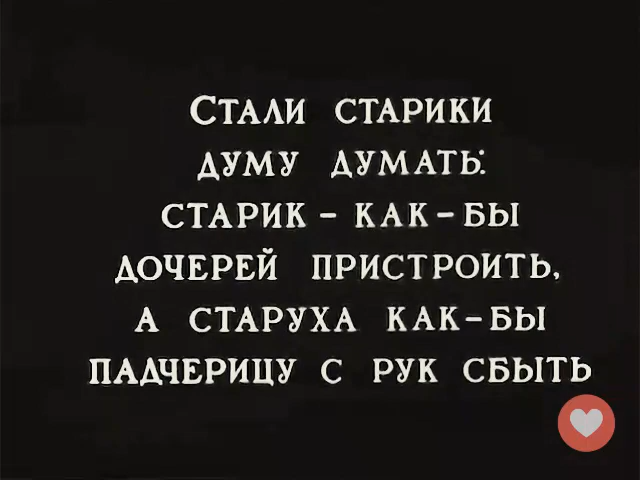 Стали старики
думу думать:
старик – как-бы
дочерей пристроить,
а старуха как-бы
падчерицу с рук сбыть